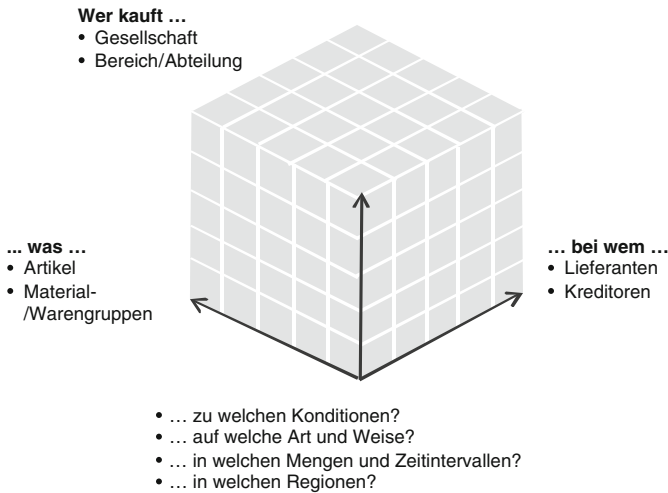 Wer kauft …
• Gesellschaft
• Bereich/Abteilung
... was …
• Artikel
• Material-
/Warengruppen
… bei wem …
• Lieferanten
• Kreditoren
• … zu welchen Konditionen?
• … auf welche Art und Weise?
• … in welchen Mengen und Zeitintervallen?
• … in welchen Regionen?